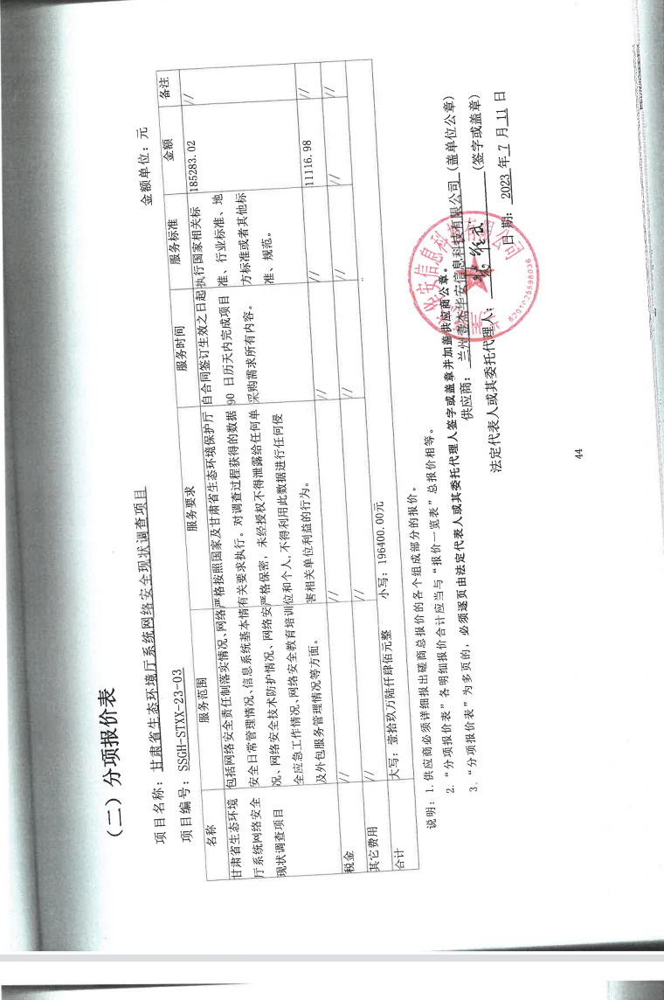 （二）分项报价表
项目名称：甘肃省生态环境厅系统网络安全现状调查项目
项目编号：SSGH-STXX-23-03
金额单位：元
名称 服务范围 服务要求 服务时间 服务标准 金额 备注
甘肃省生态环境 包括网络安全责任制落实情况、网络 严格按照国家及甘肃省生态环境保护厅 自合同签订生效之日起 执行国家相关标 185283.02 //
厅系统网络安全 安全日常管理情况、信息系统基本情 有关要求执行。对调查过程获得的数据 90 日历天内完成项目 准、行业标准、地
现状调查项目 况、网络安全技术防护情况、网络安 严格保密，未经授权不得泄露给任何单 采购需求所有内容。 方标准或者其他标
全应急工作情况、网络安全教育培训 位和个人,不得利用此数据进行任何侵 准、规范。
及外包服务管理情况等方面。 害相关单位利益的行为。
税金 // // // // 11116.98 //
其它费用 // // // // // //
合计 大写：壹拾玖万陆仟肆佰元整 小写：196400.00元
说明：1.供应商必须详细报出磋商总报价的各个组成部分的报价。
2.“分项报价表”各明细报价合计应当与“报价一览表”总报价相等。
3.“分项报价表”为多页的，必须逐页由法定代表人或其委托代理人签字或盖章并加盖供应商公章。
供应商：兰州 华安信息科技有限公司 (盖单位公章)
法定代表人或其委托代理人： (签字或盖章)
日 期：2023 年 7 月 11 日
华安信息科技有限公司
6201035598036
44